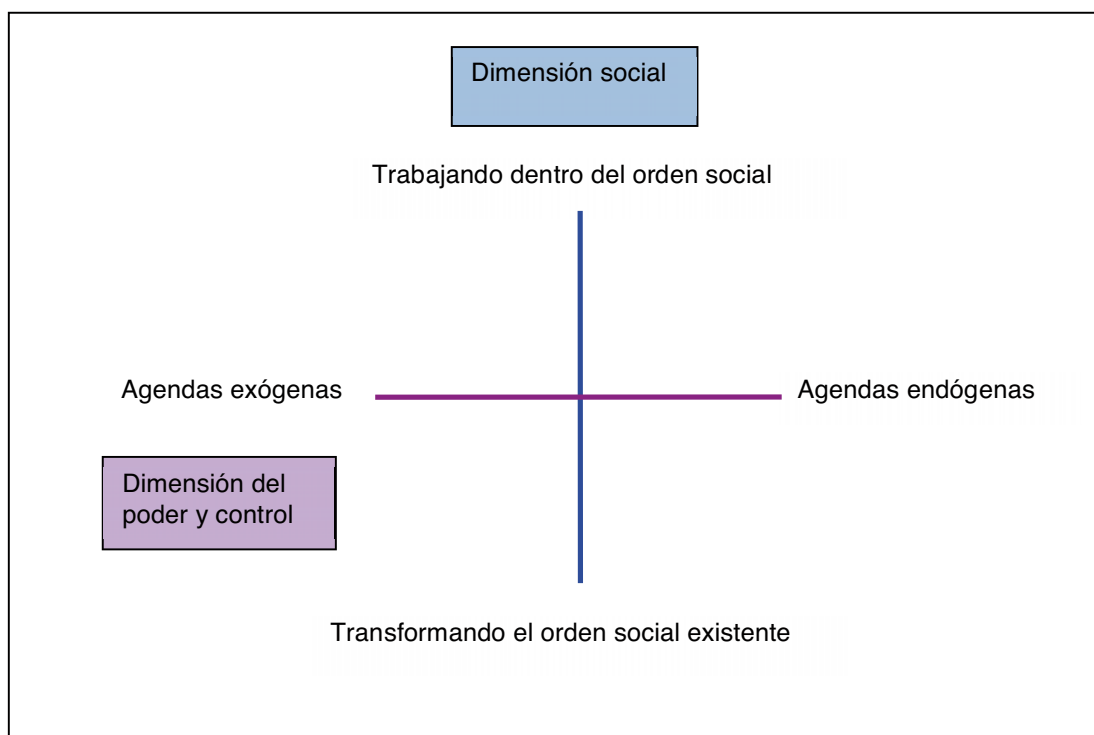 Dimensión social
Trabajando dentro del orden social
Agendas exógenas
Agendas endógenas
Dimensión del
poder y control
Transformando el orden social existente